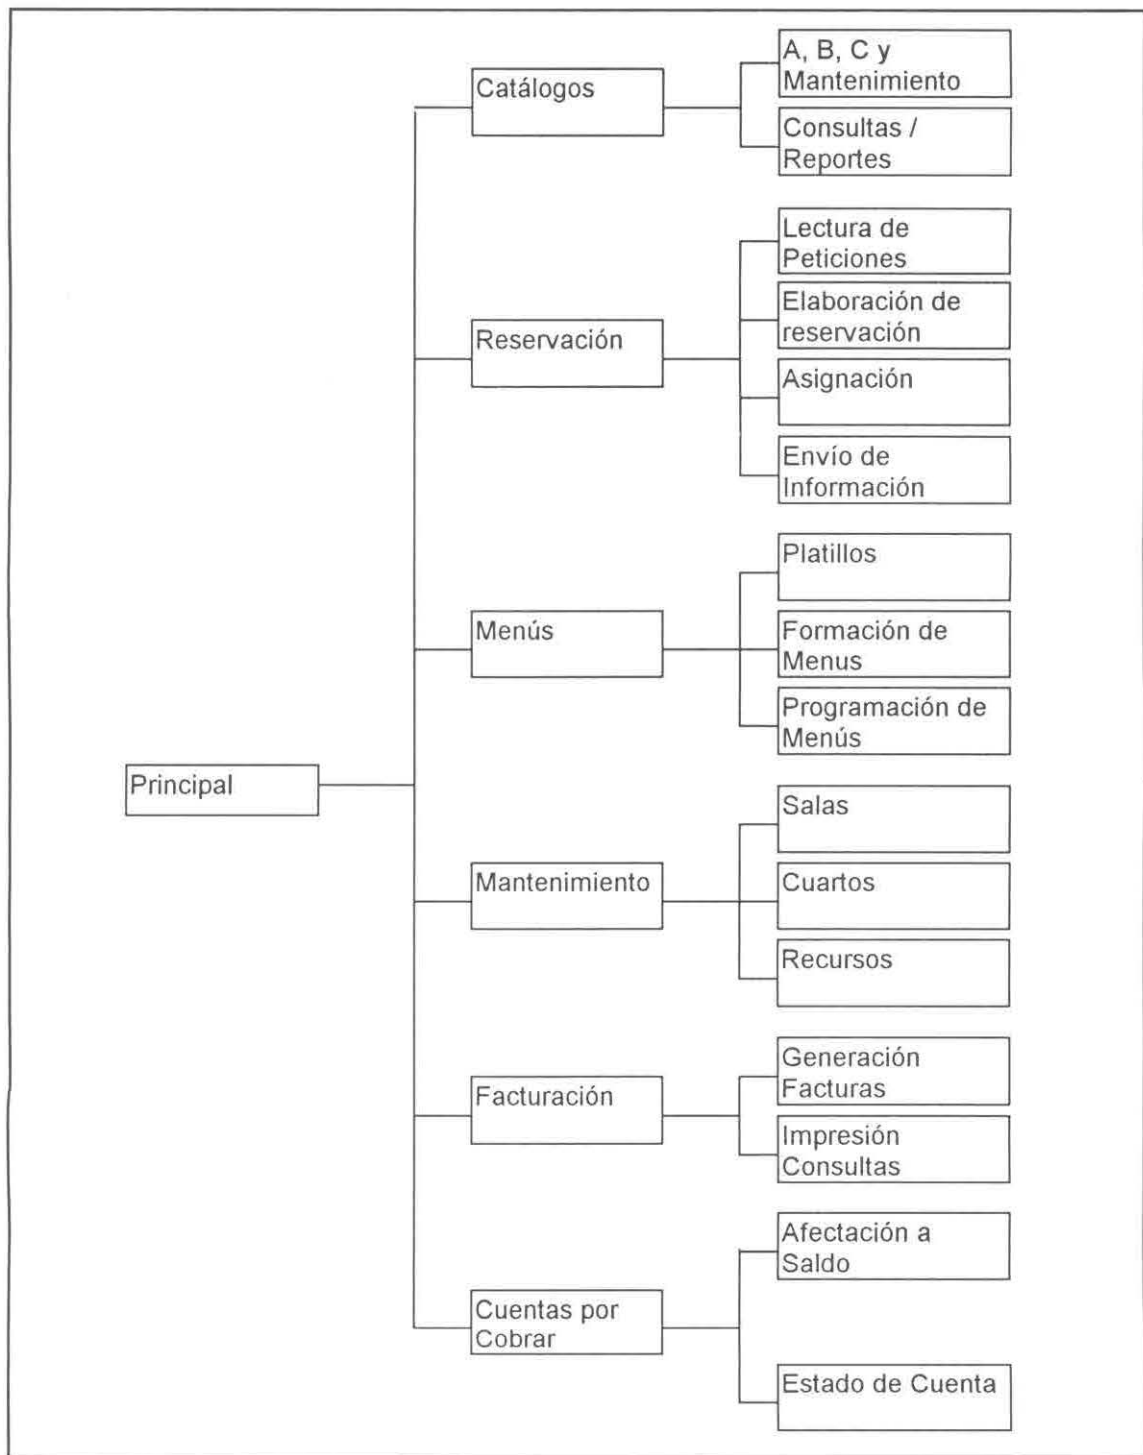 A, B, C y
Mantenimiento
Catálogos
Consultas /
Reportes
Lectura de
Peticiones
Elaboración de
reservación
Reservación
Asignación
Envío de
Información
Platillos
Menús
Formación de
Menus
Programación de
Menús
Principal
Salas
Mantenimiento
Cuartos
Recursos
Generación
Facturas
Facturación
Impresión
Consultas
Afectación a
Saldo
Cuentas por
Cobrar
Estado de Cuenta